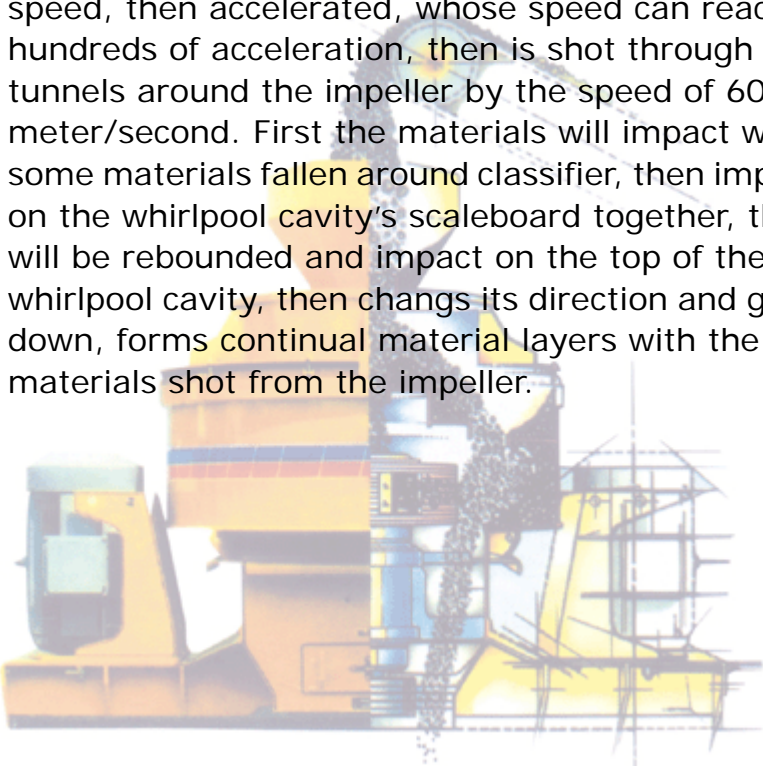 speed, then accelerated, whose speed can
hundreds of acceleration, then is shot through
tunnels around the impeller by the speed of 60
meter/second. First the materials will impact
some materials fallen around classifier, then
on the whirlpool cavity's scaleboard together,
will be rebounded and impact on the top of the
whirlpool cavity, then changs its direction and
down, forms continual material layers with the
materials shot from the impeller.